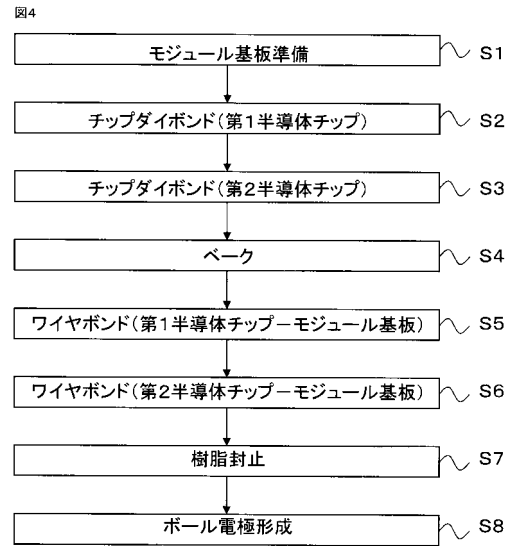 図4
モジュール基板準備 S1
チップダイボンド(第1半導体チップ) S2
チップダイボンド(第2半導体チップ) S3
ベーク S4
ワイヤボンド(第1半導体チップーモジュール基板) S5
ワイヤボンド(第2半導体チップーモジュール基板) S6
樹脂封止 S7
ボール電極形成 S8